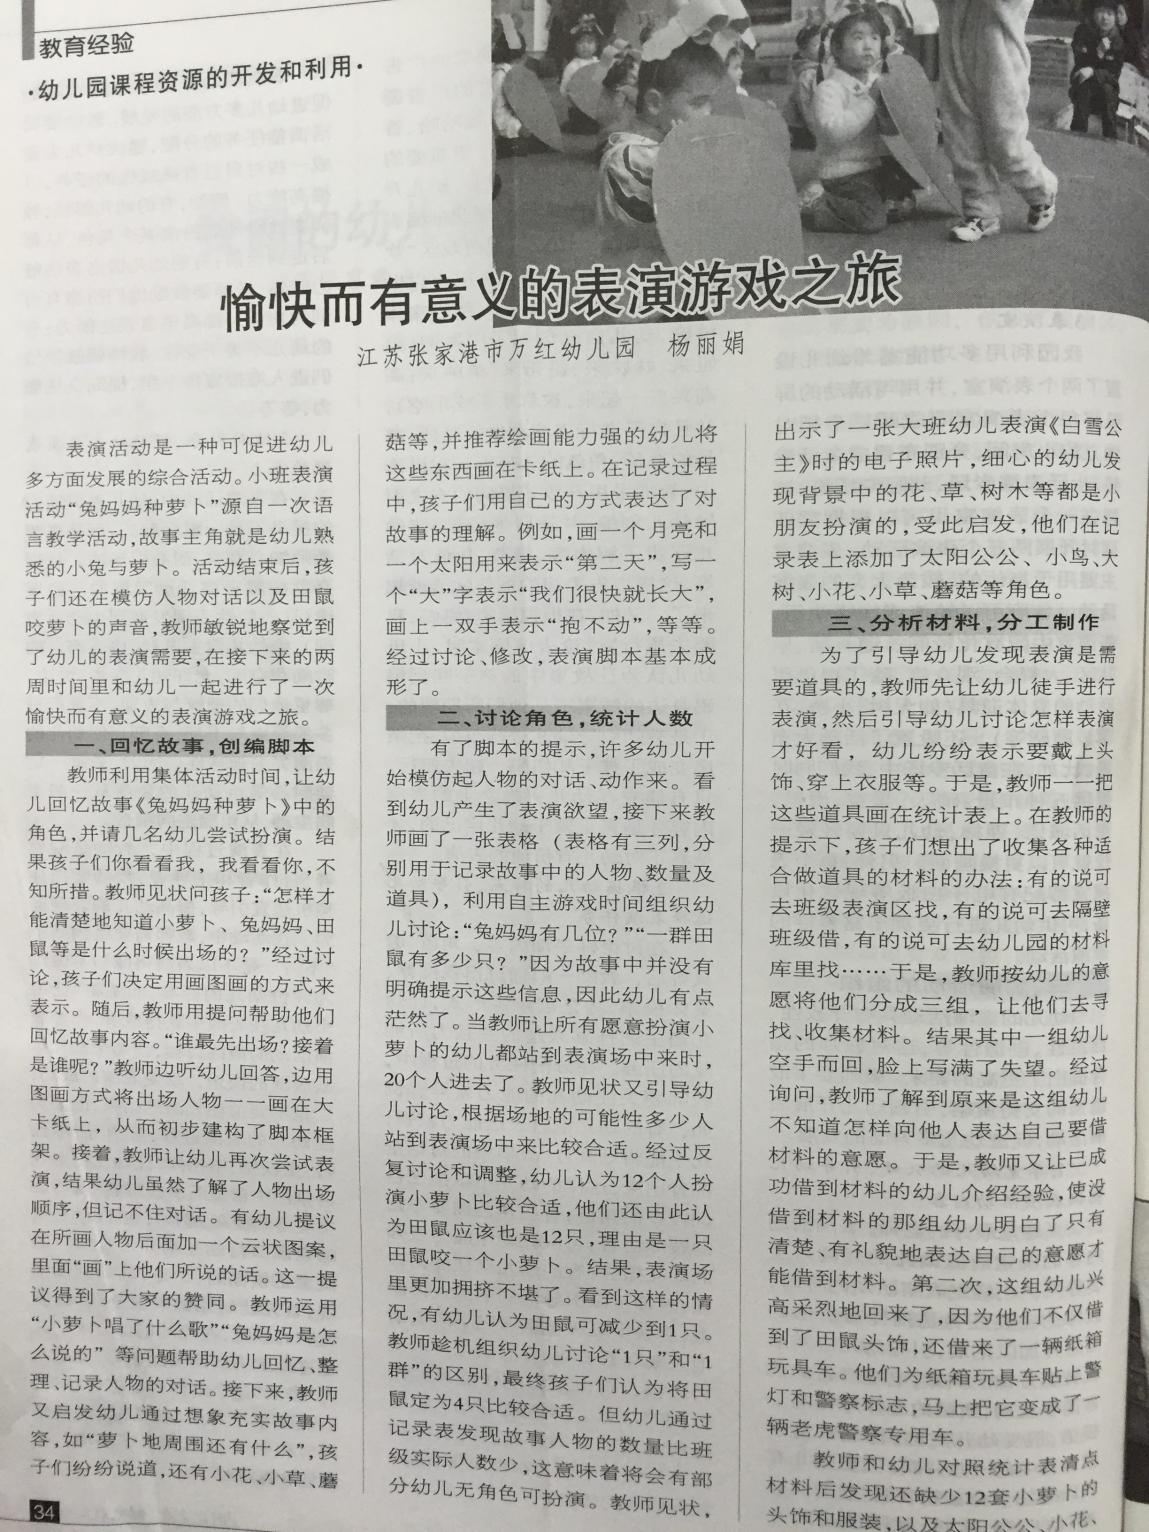 教育经验
·幼儿园课程资源的开发和利用·
愉快而有意义的表演游戏之旅
江苏张家港市万红幼儿园　杨丽娟
表演活动是一种可促进幼儿
多方面发展的综合活动。小班表演
活动“兔妈妈种萝卜”源自一次语
言教学活动,故事主角就是幼儿熟
悉的小兔与萝卜。活动结束后,孩
子们还在模仿人物对话以及田鼠
咬萝卜的声音,教师敏锐地察觉到
了幼儿的表演需要,在接下来的两
周时间里和幼儿一起进行了一次
愉快而有意义的表演游戏之旅。
一、回忆故事,创编脚本
教师利用集体活动时间,让幼
儿回忆故事《兔妈妈种萝卜》中的
角色,并请几名幼儿尝试扮演。结
果孩子们你看看我，我看看你,不
知所措。教师见状问孩子:“怎样才
能清楚地知道小萝卜、兔妈妈、田
鼠等是什么时候出场的？”经过讨
论,孩子们决定用画图画的方式来
表示。随后,教师用提问帮助他们
回忆故事内容。“谁最先出场?接着
是谁呢?”教师边听幼儿回答,边用
图画方式将出场人物一一画在大
卡纸上，从而初步建构了脚本框
架。接着,教师让幼儿再次尝试表
演,结果幼儿虽然了解了人物出场
顺序,但记不住对话。有幼儿提议
在所画人物后面加一个云状图案,
里面“画”上他们所说的话。这一提
议得到了大家的赞同。教师运用
“小萝卜唱了什么歌”“兔妈妈是怎
么说的”等问题帮助幼儿回忆、整
理、记录人物的对话。接下来,教师
又启发幼儿通过想象充实故事内
容,如“萝卜地周围还有什么”,孩
子们纷纷说道,还有小花、小草、蘑
34
菇等,并推荐绘画能力强的幼儿将
这些东西画在卡纸上。在记录过程
中,孩子们用自己的方式表达了对
故事的理解。例如,画一个月亮和
一个太阳用来表示“第二天”,写一
个“大”字表示“我们很快就长大”,
画上一双手表示“抱不动”,等等。
经过讨论、修改,表演脚本基本成
形了。
二、讨论角色,统计人数
有了脚本的提示,许多幼儿开
始模仿起人物的对话、动作来。看
到幼儿产生了表演欲望,接下来教
师画了一张表格（表格有三列,分
别用于记录故事中的人物、数量及
道具），利用自主游戏时间组织幼
儿讨论:“兔妈妈有几位?”“一群田
鼠有多少只？”因为故事中并没有
明确提示这些信息,因此幼儿有点
茫然了。当教师让所有愿意扮演小
萝卜的幼儿都站到表演场中来时,
20个人进去了。教师见状又引导幼
儿讨论,根据场地的可能性多少人
站到表演场中来比较合适。经过反
复讨论和调整,幼儿认为12个人扮
演小萝卜比较合适,他们还由此认
为田鼠应该也是12只,理由是一只
田鼠咬一个小萝卜。结果,表演场
里更加拥挤不堪了。看到这样的情
况,有幼儿认为田鼠可减少到1只。
教师趁机组织幼儿讨论“1只”和“1
群”的区别,最终孩子们认为将田
鼠定为4只比较合适。但幼儿通过
记录表发现故事人物的数量比班
级实际人数少,这意味着将会有部
分幼儿无角色可扮演。教师见状,
出示了一张大班幼儿表演《白雪公
主》时的电子照片,细心的幼儿发
现背景中的花、草、树木等都是小
朋友扮演的,受此启发,他们在记
录表上添加了太阳公公、小鸟、大
树、小花、小草、蘑菇等角色。
三、分析材料,分工制作
为了引导幼儿发现表演是需
要道具的,教师先让幼儿徒手进行
表演,然后引导幼儿讨论怎样表演
才好看，幼儿纷纷表示要戴上头
饰、穿上衣服等。于是,教师一一把
这些道具画在统计表上。在教师的
提示下,孩子们想出了收集各种适
合做道具的材料的办法:有的说可
去班级表演区找,有的说可去隔壁
班级借,有的说可去幼儿园的材料
库里找……于是,教师按幼儿的意
愿将他们分成三组，让他们去寻
找、收集材料。结果其中一组幼儿
空手而回,脸上写满了失望。经过
询问,教师了解到原来是这组幼儿
不知道怎样向他人表达自己要借
材料的意愿。于是,教师又让已成
功借到材料的幼儿介绍经验,使没
借到材料的那组幼儿明白了只有
清楚、有礼貌地表达自己的意愿才
能借到材料。第二次,这组幼儿兴
高采烈地回来了,因为他们不仅借
到了田鼠头饰,还借来了一辆纸箱
玩具车。他们为纸箱玩具车贴上警
灯和警察标志,马上把它变成了一
辆老虎警察专用车。
教师和幼儿对照统计表清点
材料后发现还缺少12套小萝卜的
头饰和服装,以及太阳公公、小花、